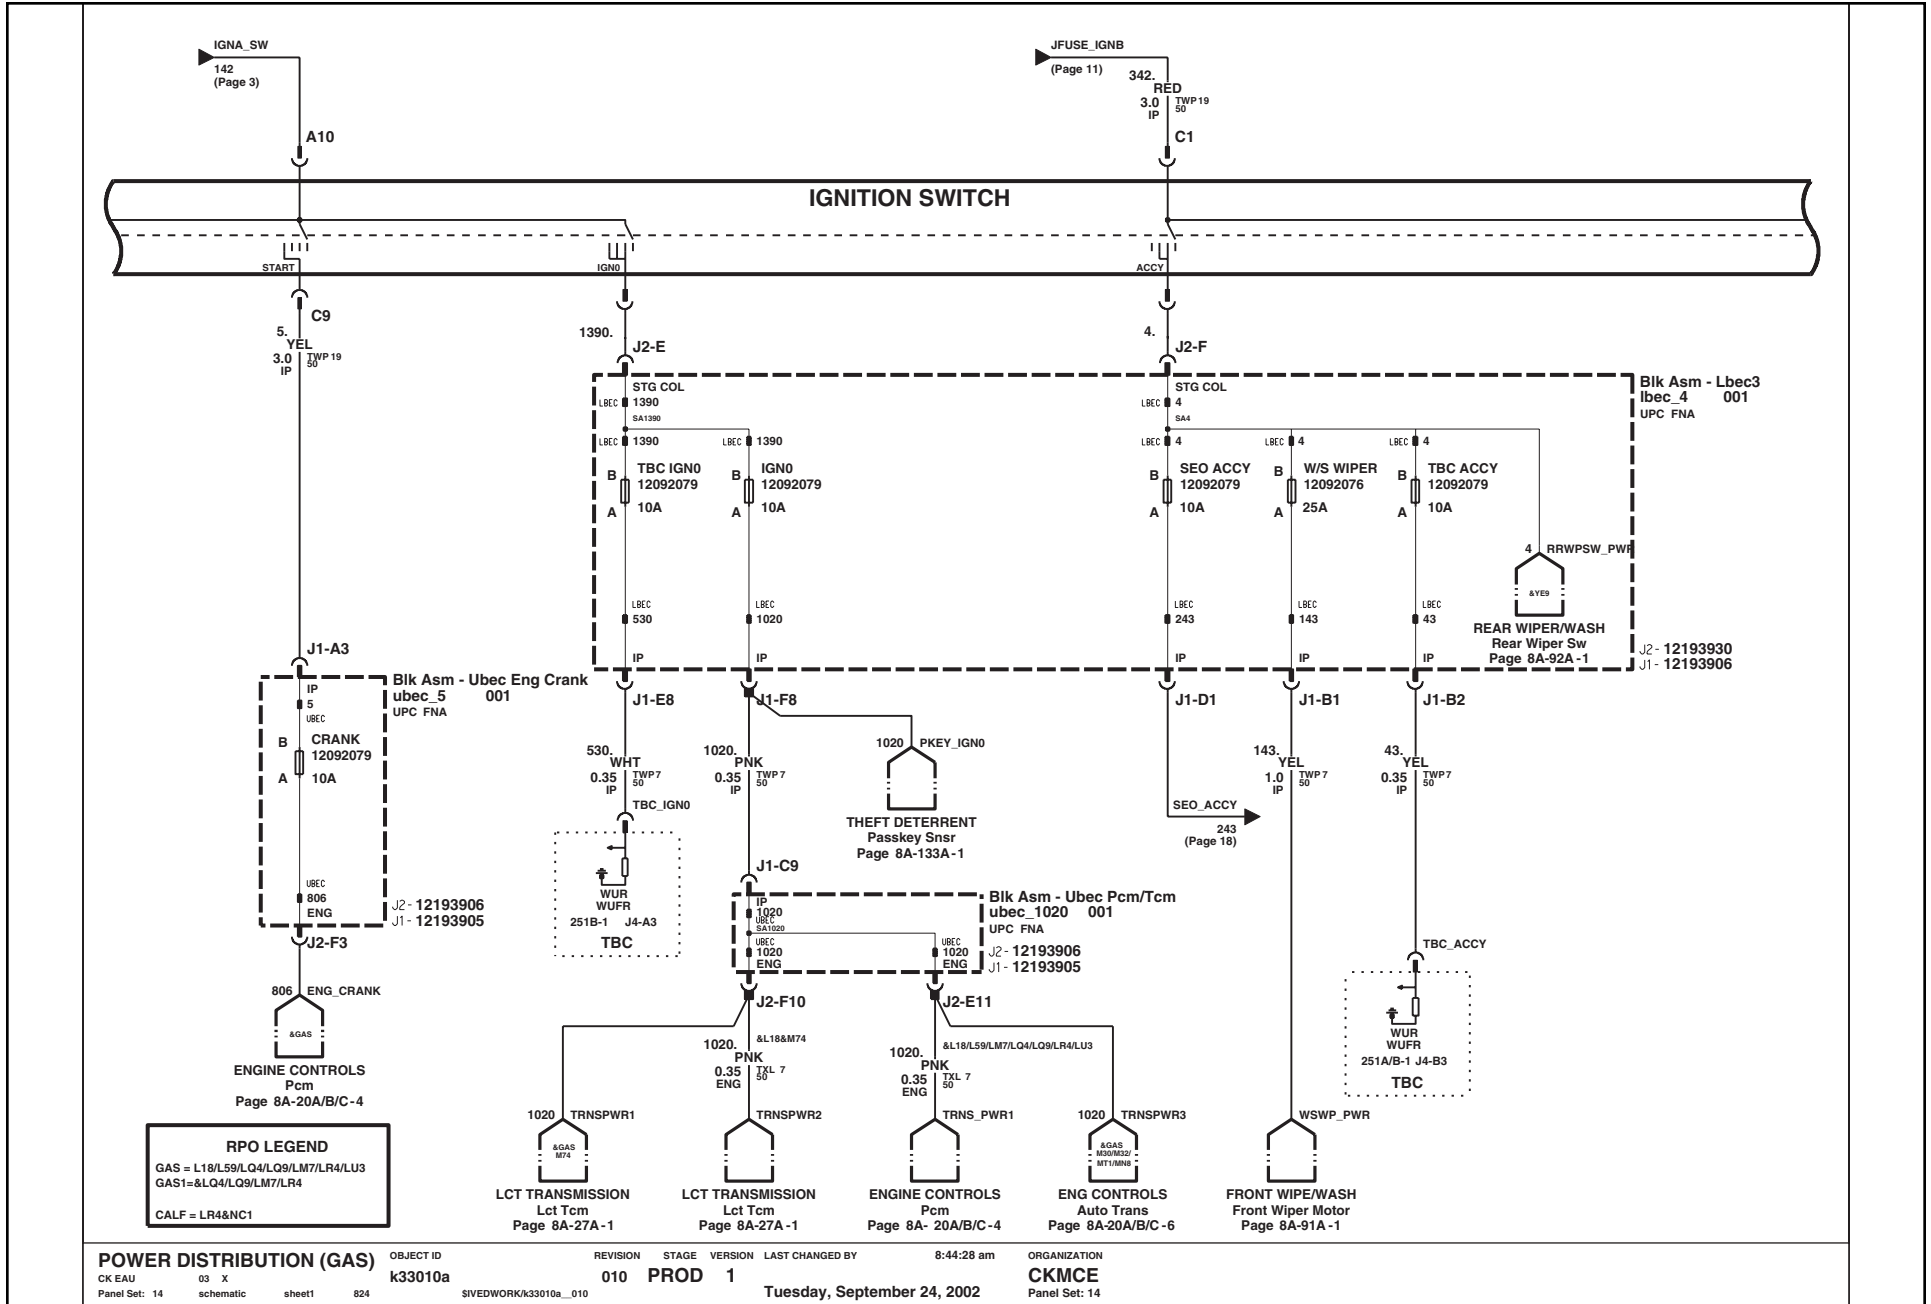 IGNA_SW
142
(Page 3)
A10
JFUSE_IGNB
(Page 11)
342.
RED
3.0 TWP 19
50
IP
C1
IGNITION SWITCH
START
IGN0
ACCY
C9
5.
YEL
3.0 TWP 19
50
IP
1390.
J2-E
4.
J2-F
Blk Asm - Lbec3
lbec_4 001
UPC FNA
STG COL
LBEC 1390
SA1390
LBEC 1390
LBEC 1390
B TBC IGN0
12092079
A 10A
B IGN0
12092079
A 10A
STG COL
LBEC 4
SA4
LBEC 4
LBEC 4
LBEC 4
B SEO ACCY
12092079
A 10A
B W/S WIPER
12092076
A 25A
B TBC ACCY
12092079
A 10A
4 RRWPSW_PWR
&YE9
REAR WIPER/WASH
Rear Wiper Sw
Page 8A-92A-1
LBEC
530
IP
LBEC
1020
IP
LBEC
243
IP
LBEC
143
IP
LBEC
43
IP
J2- 12193930
J1- 12193906
J1-A3
Blk Asm - Ubec Eng Crank
ubec_5 001
UPC FNA
IP
5
UBEC
B CRANK
12092079
A 10A
UBEC
806
ENG
J2- 12193906
J1- 12193905
J2-F3
806 ENG_CRANK
&GAS
ENGINE CONTROLS
Pcm
Page 8A-20A/B/C-4
J1-E8
530.
WHT
0.35 TWP 7
50
IP
TBC_IGN0
WUR
WUFR
251B-1 J4-A3
TBC
J1-F8
1020.
PNK
0.35 TWP 7
50
IP
1020 PKEY_IGN0
THEFT DETERRENT
Passkey Snsr
Page 8A-133A-1
J1-D1
SEO_ACCY
243
(Page 18)
J1-B1
143.
YEL
1.0 TWP 7
50
IP
J1-B2
43.
YEL
0.35 TWP 7
50
IP
TBC_ACCY
WUR
WUFR
251A/B-1 J4-B3
TBC
J1-C9
Blk Asm - Ubec Pcm/Tcm
ubec_1020 001
UPC FNA
J2- 12193906
J1- 12193905
IP
1020
UBEC
SA1020
UBEC
1020
ENG
UBEC
1020
ENG
J2-F10
J2-E11
&L18&M74
1020.
PNK
0.35 TXL 7
50
ENG
&L18/L59/LM7/LQ4/LQ9/LR4/LU3
1020.
PNK
0.35 TXL 7
50
ENG
1020 TRNSPWR1
&GAS
M74
LCT TRANSMISSION
Lct Tcm
Page 8A-27A-1
TRNSPWR2
LCT TRANSMISSION
Lct Tcm
Page 8A-27A-1
TRNS_PWR1
ENGINE CONTROLS
Pcm
Page 8A- 20A/B/C-4
1020 TRNSPWR3
&GAS
M30/M32/
MT1/MN8
ENG CONTROLS
Auto Trans
Page 8A-20A/B/C-6
WSWP_PWR
FRONT WIPE/WASH
Front Wiper Motor
Page 8A-91A-1
RPO LEGEND
GAS = L18/L59/LQ4/LQ9/LM7/LR4/LU3
GAS1=&LQ4/LQ9/LM7/LR4
CALF = LR4&NC1
POWER DISTRIBUTION (GAS)
CK EAU 03 X
Panel Set: 14 schematic sheet1 824
OBJECT ID
k33010a
$IVEDWORK/k33010a__010
REVISION STAGE VERSION LAST CHANGED BY 8:44:28 am
010 PROD 1
Tuesday, September 24, 2002
ORGANIZATION
CKMCE
Panel Set: 14